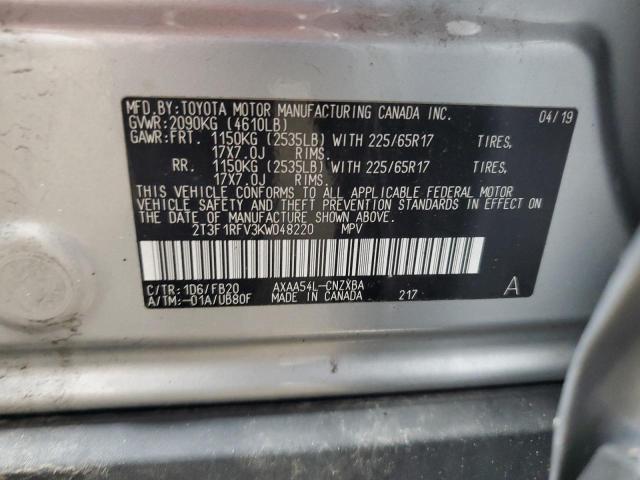 MFD.BY:TOYOTA MOTOR MANUFACTURING CANADA INC. 04/19
GVWR:2090KG (4610LB)
GAWR:FRT. 1150KG (2535LB) WITH 225/65R17 TIRES,
17X7.0J RIMS.
RR. 1150KG (2535LB) WITH 225/65R17 TIRES,
17X7.0J RIMS.
THIS VEHICLE CONFORMS TO ALL APPLICABLE FEDERAL MOTOR
VEHICLE SAFETY AND THEFT PREVENTION STANDARDS IN EFFECT ON
THE DATE OF MANUFACTURE SHOWN ABOVE.
2T3F1RFV3KW048220 MPV
C/TR:1D6/FB20 AXAA54L-CNZXBA A
A/TM:-01A/UB80F MADE IN CANADA 217